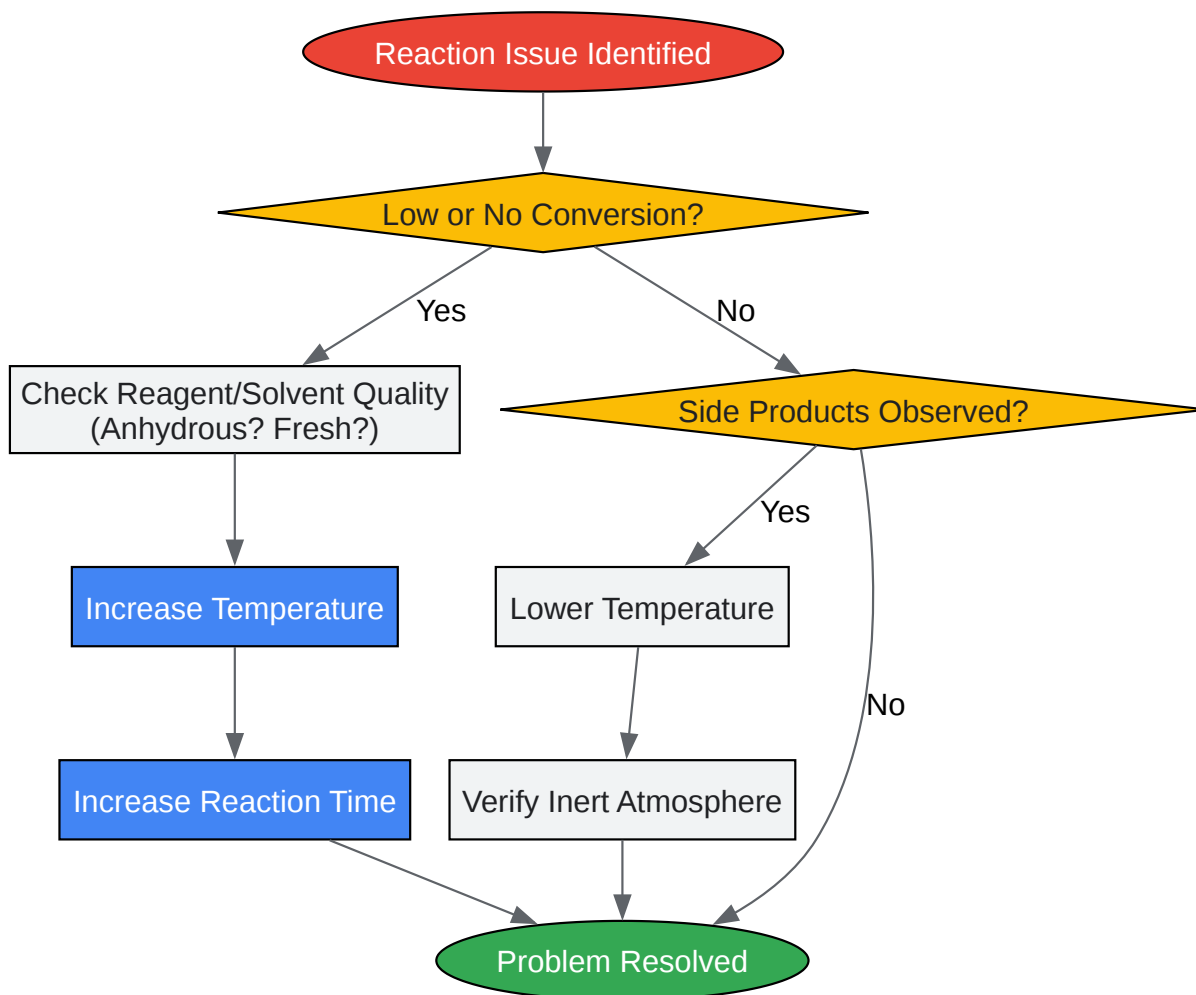 Reaction Issue Identified
Low or No Conversion?
Yes
No
Check Reagent/Solvent Quality
(Anhydrous? Fresh?)
Side Products Observed?
Yes
Increase Temperature
Lower Temperature
No
Increase Reaction Time
Verify Inert Atmosphere
Problem Resolved